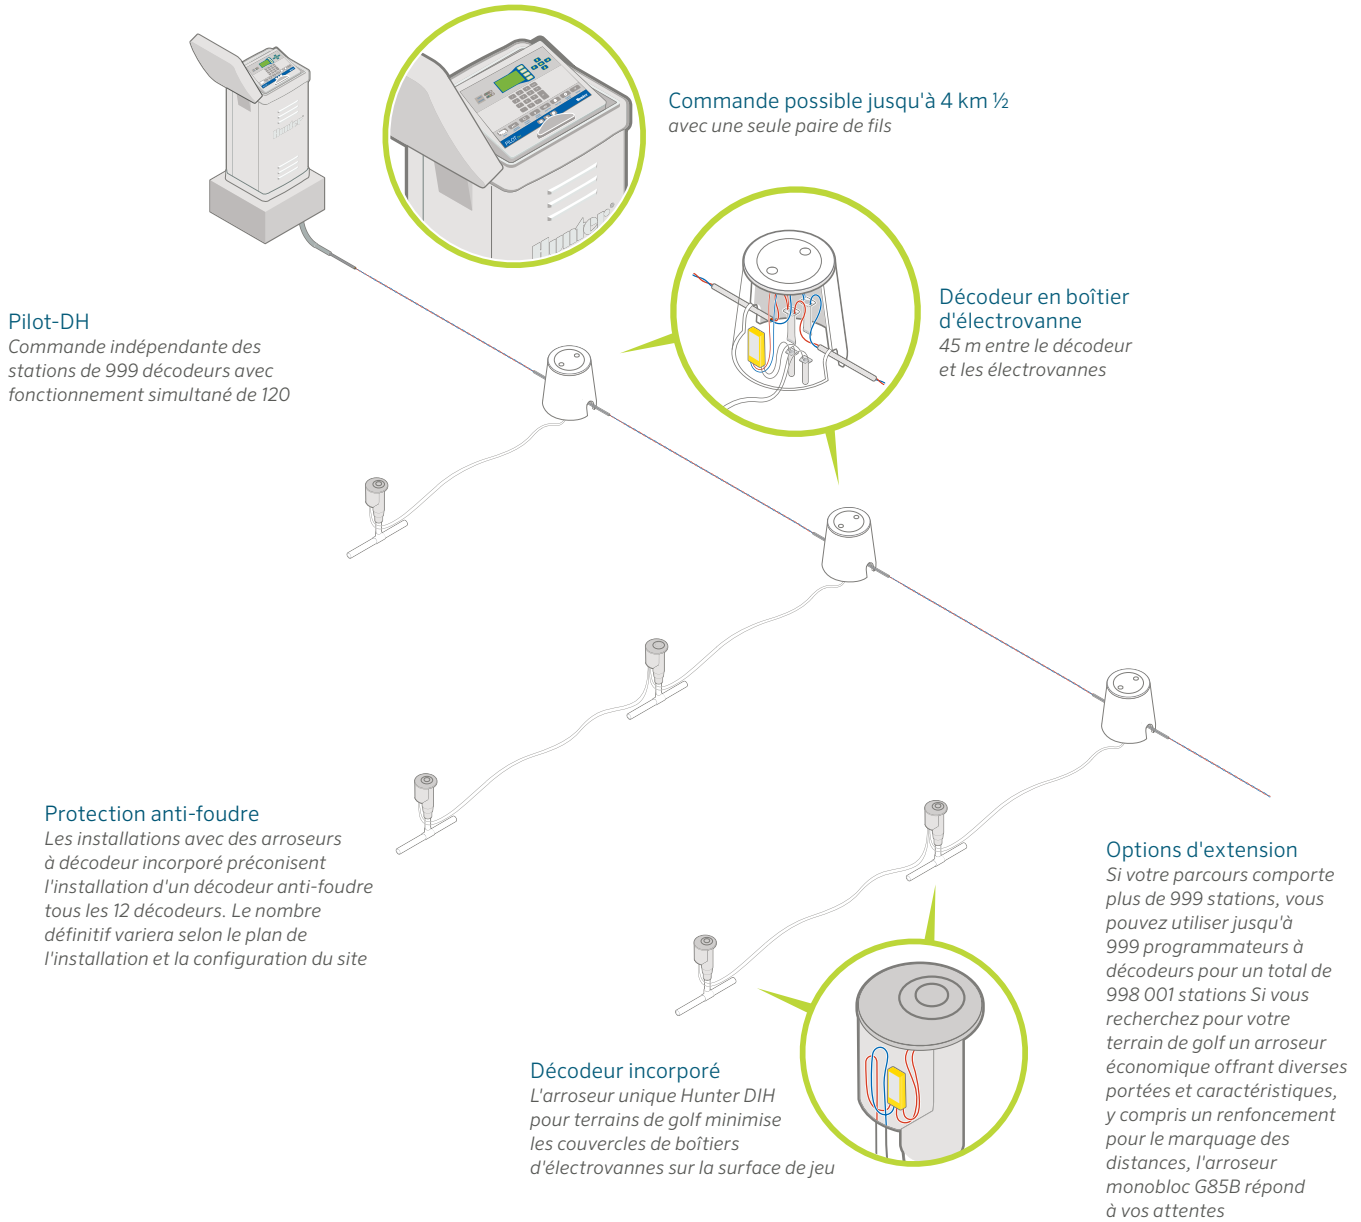 Commande possible jusqu'à 4 km ½
avec une seule paire de fils
PILOT
Hunter
Hunter
Décodeur en boîtier
d'électrovanne
45 m entre le décodeur
et les électrovannes
Pilot-DH
Commande indépendante des
stations de 999 décodeurs avec
fonctionnement simultané de 120
Protection anti-foudre
Les installations avec des arroseurs
à décodeur incorporé préconisent
l'installation d'un décodeur anti-foudre
tous les 12 décodeurs. Le nombre
définitif variera selon le plan de
l'installation et la configuration du site
Options d'extension
Si votre parcours comporte
plus de 999 stations, vous
pouvez utiliser jusqu'à
999 programmateurs à
décodeurs pour un total de
998 001 stations Si vous
recherchez pour votre
terrain de golf un arroseur
économique offrant diverses
portées et caractéristiques,
y compris un renfoncement
pour le marquage des
distances, l'arroseur
monobloc G85B répond
à vos attentes
Décodeur incorporé
L'arroseur unique Hunter DIH
pour terrains de golf minimise
les couvercles de boîtiers
d'électrovannes sur la surface de jeu